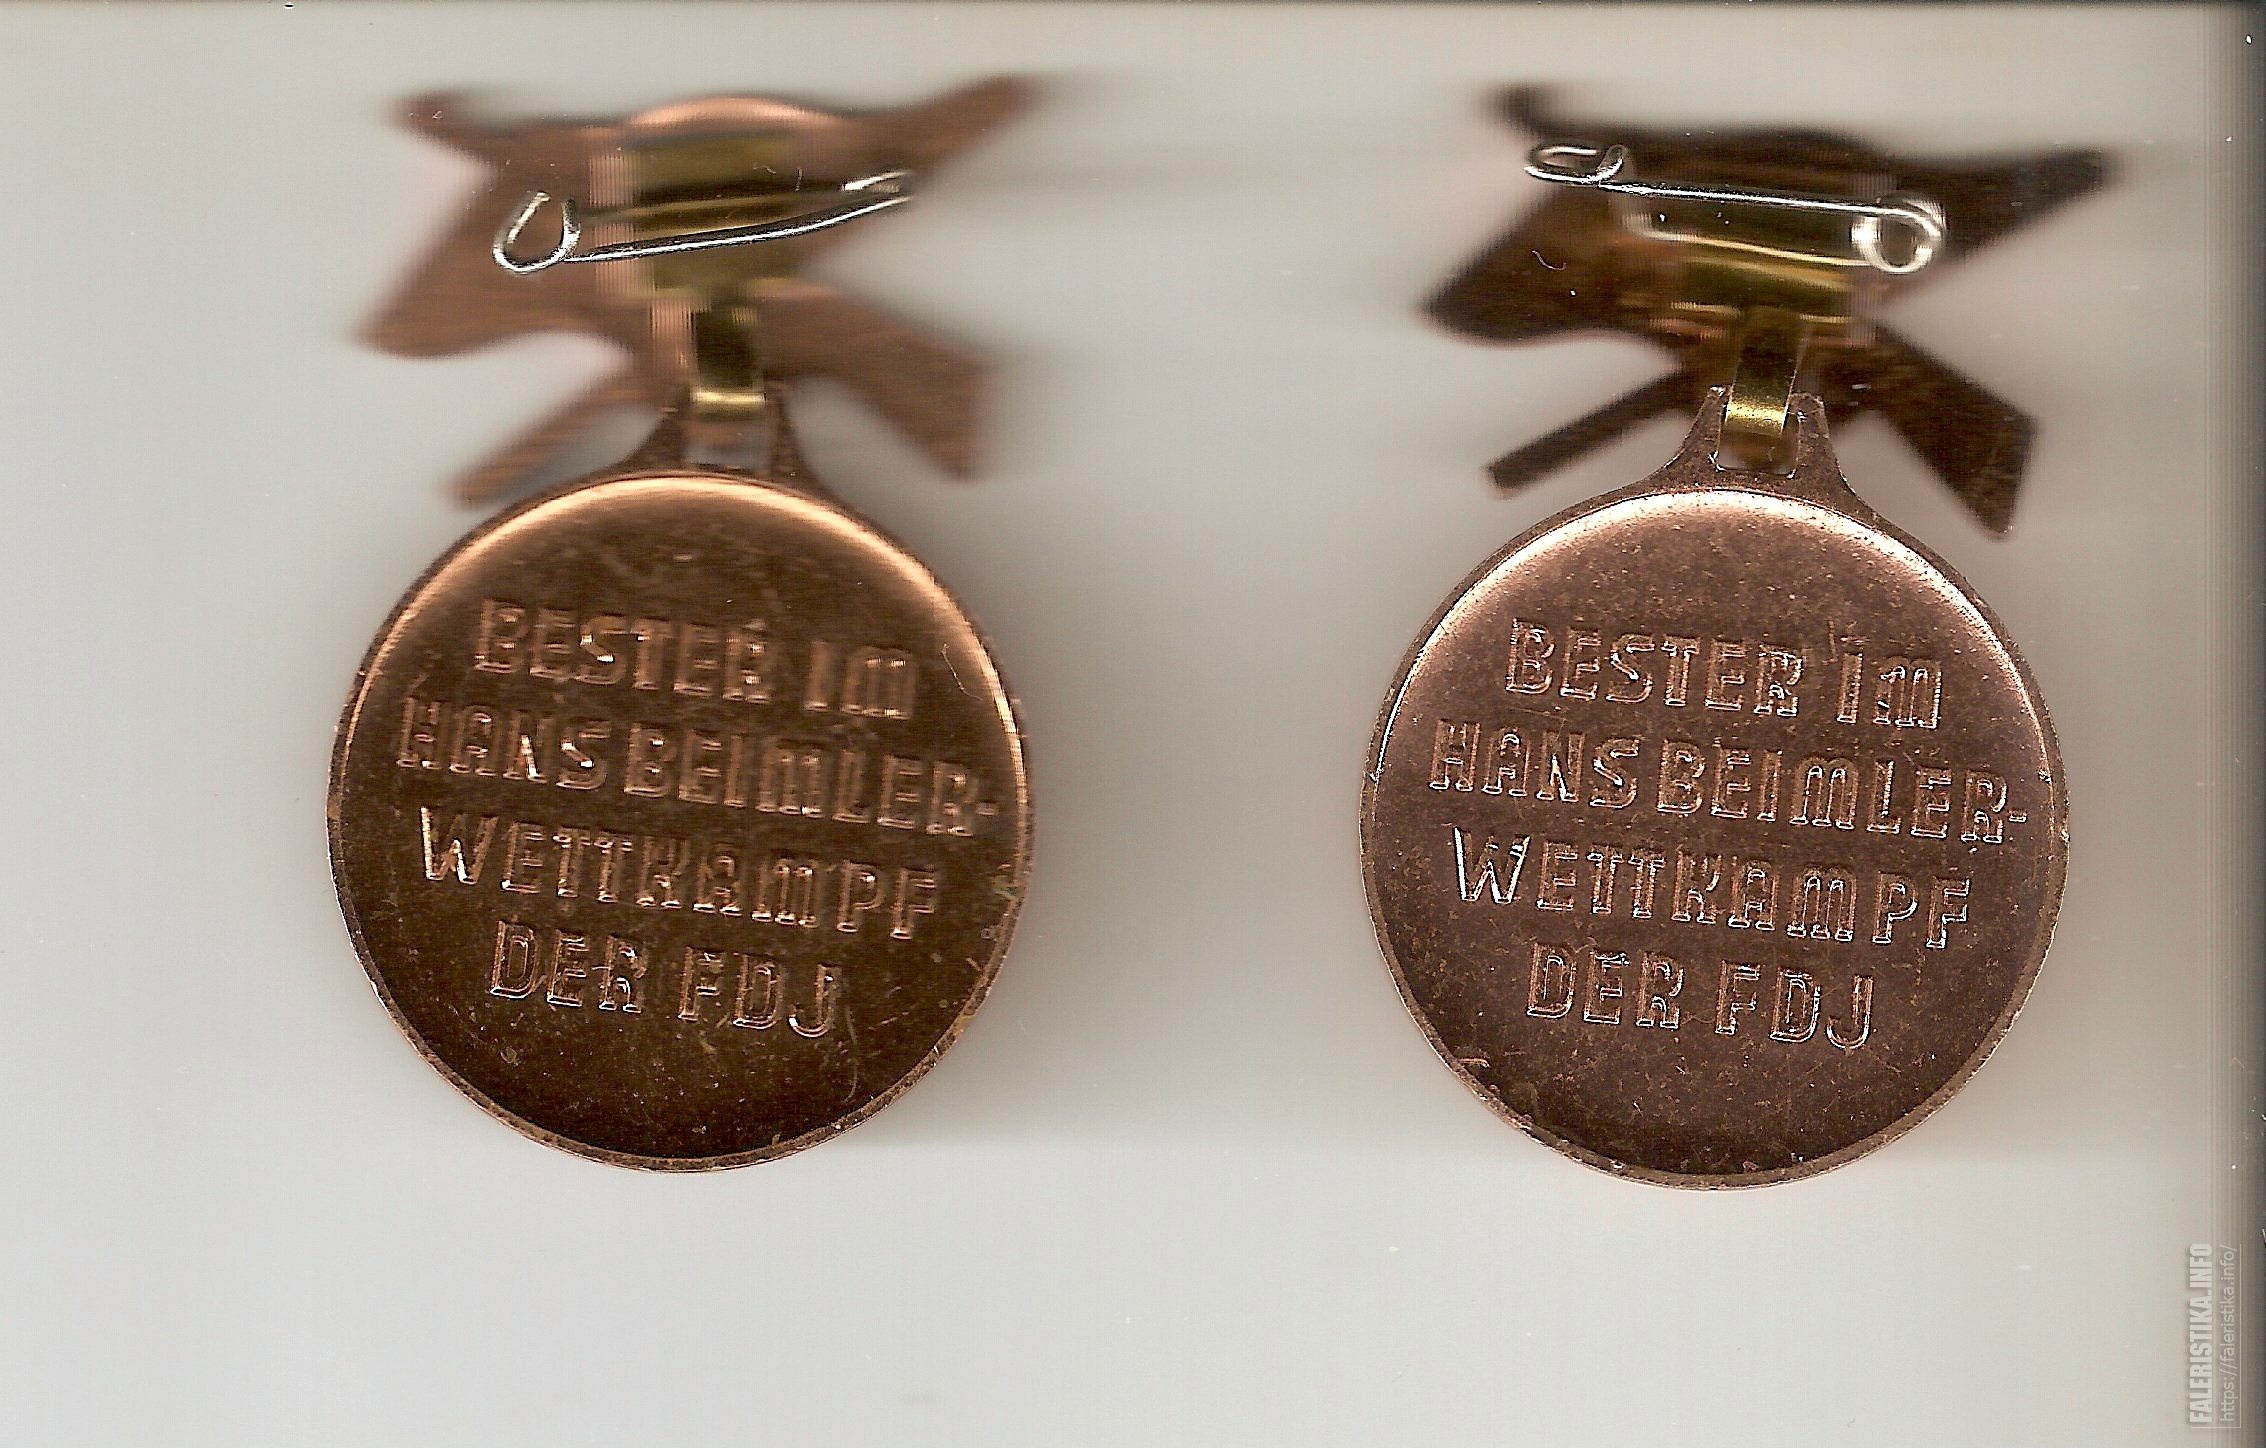 BESTER IM
HANS BEIMLER-
WETTKAMPF
DER FDJ
BESTER IM
HANS BEIMLER-
WETTKAMPF
DER FDJ
FALERISTIKA.INFO
https://faleristika.info/